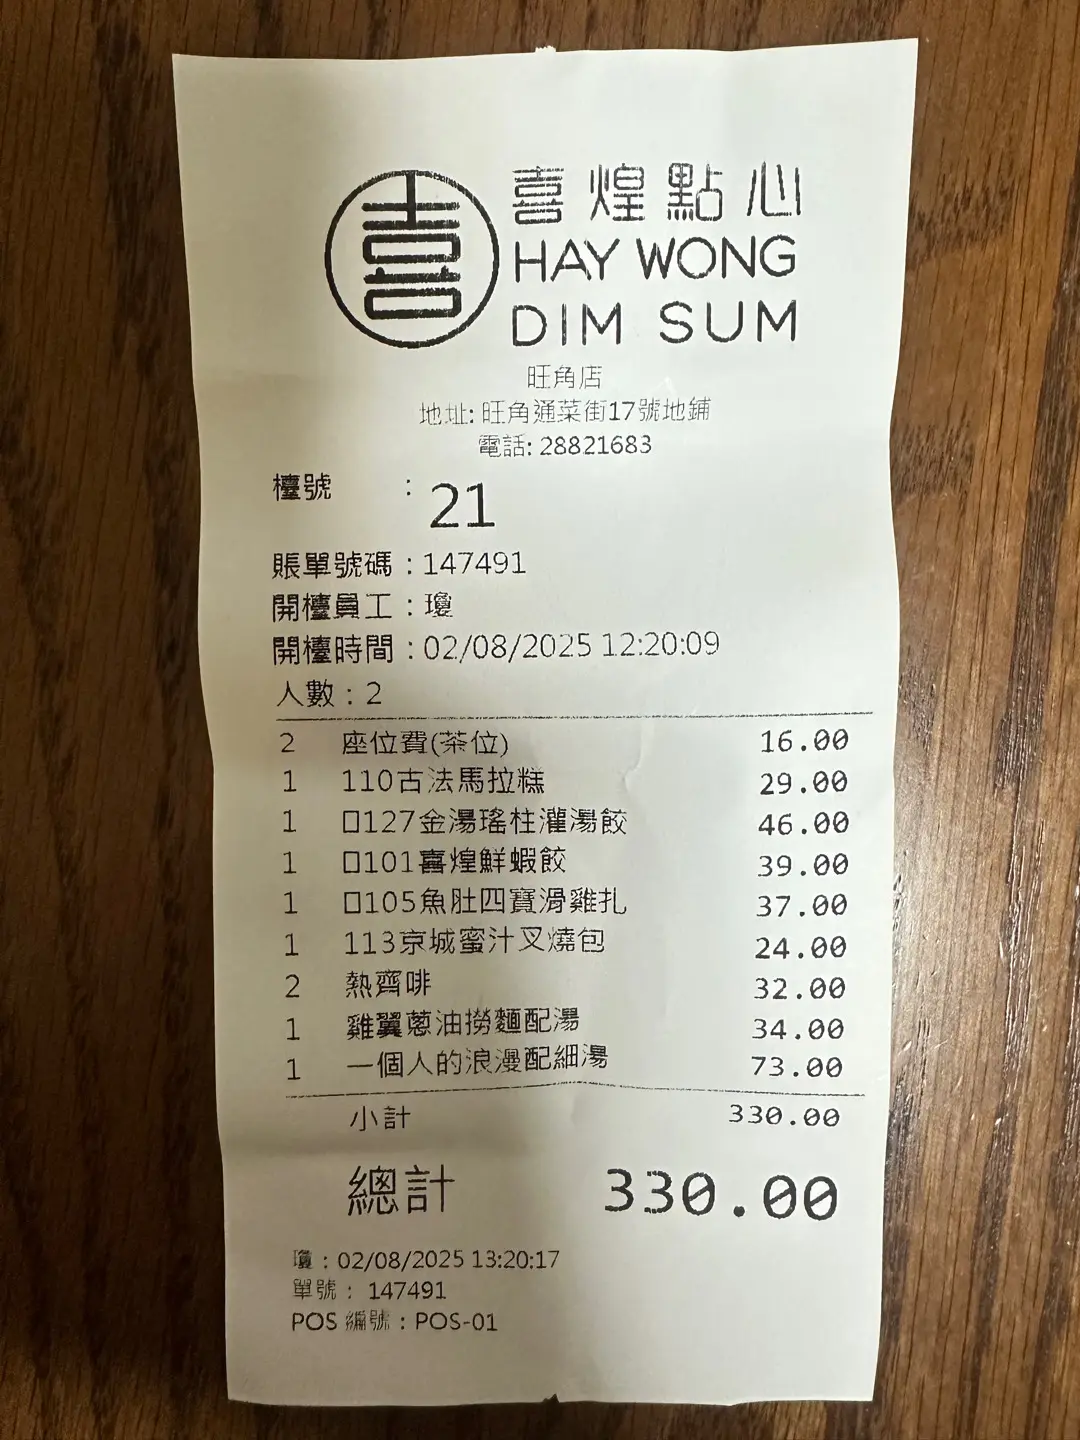 喜
喜煌點心
HAY WONG
DIM SUM
旺角店
地址: 旺角通菜街17號地鋪
電話: 28821683
檯號 : 21
賬單號碼 : 147491
開檯員工 : 瓊
開檯時間 : 02/08/2025 12:20:09
人數 : 2
2 座位費(茶位) 16.00
1 110古法馬拉糕 29.00
1 口127金湯瑤柱灌湯餃 46.00
1 口101喜煌鮮蝦餃 39.00
1 口105魚肚四寶滑雞扎 37.00
1 113京城蜜汁叉燒包 24.00
2 熱齋啡 32.00
1 雞翼蔥油撈麵配湯 34.00
1 一個人的浪漫配細湯 73.00
小計 330.00
總計 330.00
瓊 : 02/08/2025 13:20:17
單號 : 147491
POS 編號 : POS-01